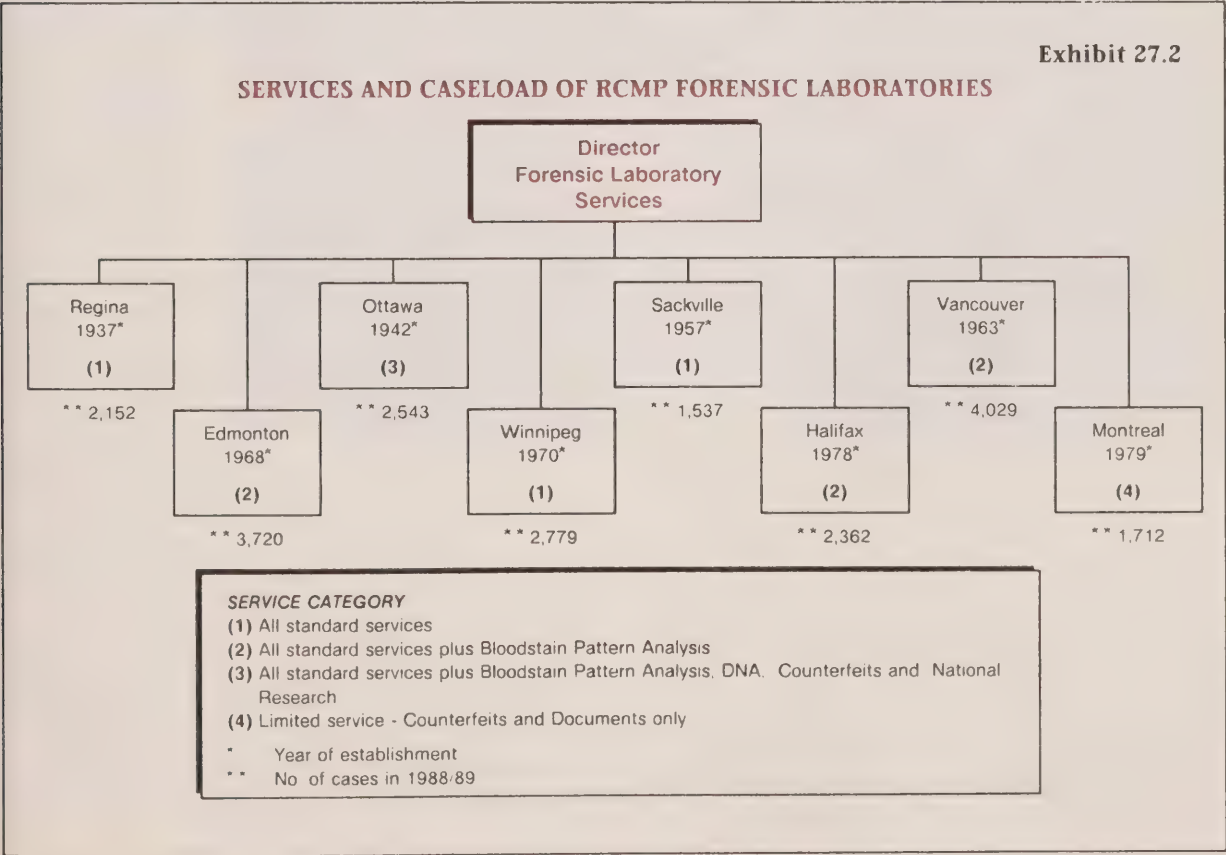 Exhibit 27.2
SERVICES AND CASELOAD OF RCMP FORENSIC LABORATORIES
Director
Forensic Laboratory
Services
Regina
1937*
(1)
** 2,152
Ottawa
1942*
(3)
** 2,543
Sackville
1957*
(1)
** 1,537
Vancouver
1963*
(2)
** 4,029
Edmonton
1968*
(2)
** 3,720
Winnipeg
1970*
(1)
** 2,779
Halifax
1978*
(2)
** 2,362
Montreal
1979*
(4)
** 1,712
SERVICE CATEGORY
(1) All standard services
(2) All standard services plus Bloodstain Pattern Analysis
(3) All standard services plus Bloodstain Pattern Analysis, DNA. Counterfeits and National
Research
(4) Limited service - Counterfeits and Documents only
* Year of establishment
** No of cases in 1988/89